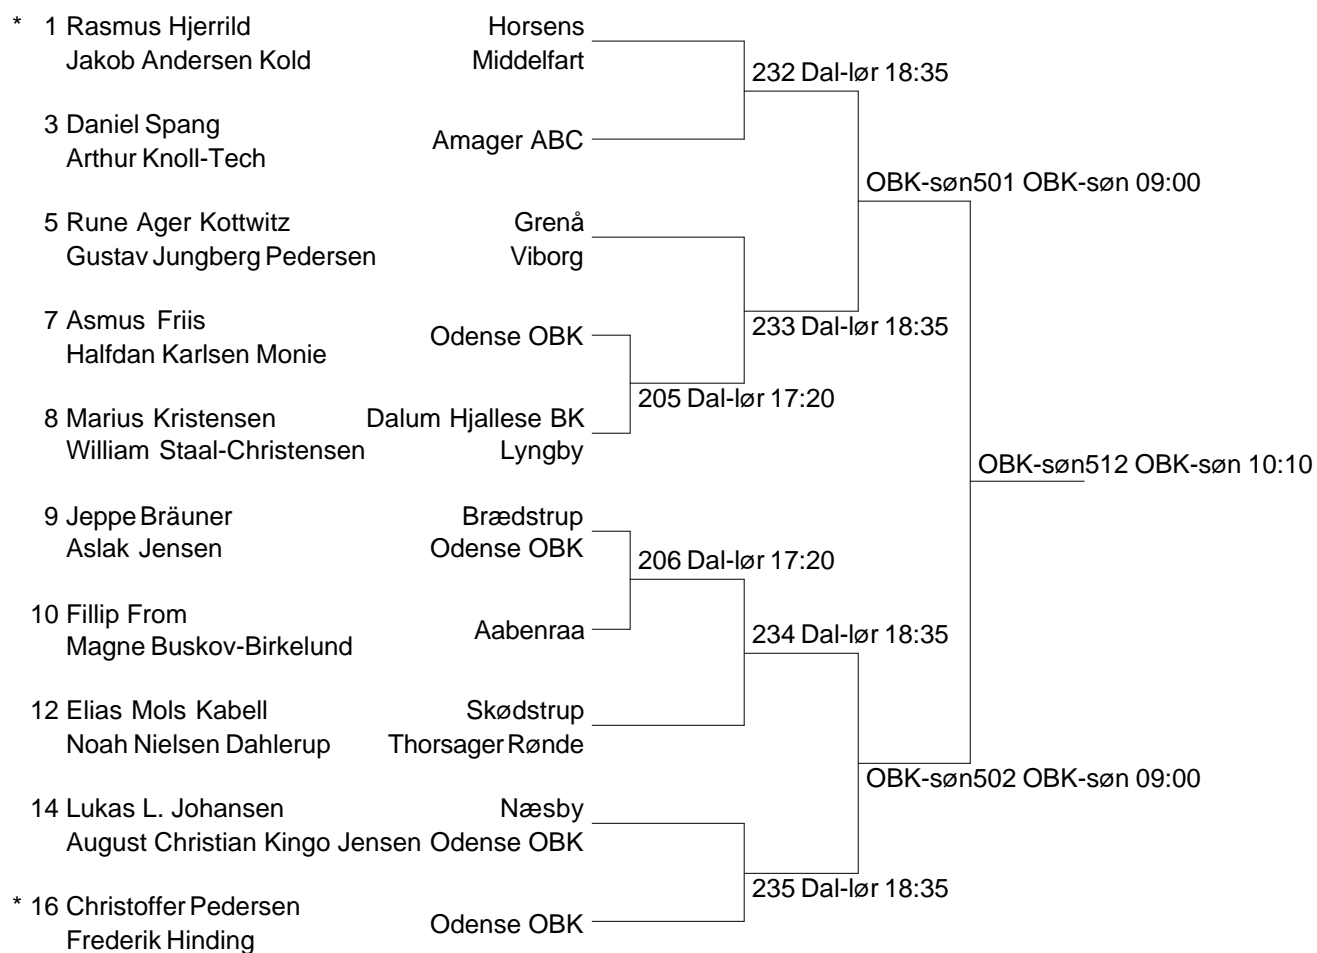 * 1 Rasmus Hjerrild Horsens
Jakob Andersen Kold Middelfart
232 Dal-lør 18:35
3 Daniel Spang
Arthur Knoll-Tech
Amager ABC
OBK-søn501 OBK-søn 09:00
5 Rune Ager Kottwitz Grenå
Gustav Jungberg Pedersen Viborg
7 Asmus Friis
Halfdan Karlsen Monie
Odense OBK
233 Dal-lør 18:35
205 Dal-lør 17:20
8 Marius Kristensen Dalum Hjallese BK
William Staal-Christensen Lyngby
OBK-søn512 OBK-søn 10:10
9 Jeppe Bräuner Brædstrup
Aslak Jensen Odense OBK
206 Dal-lør 17:20
10 Fillip From
Magne Buskov-Birkelund
Aabenraa
234 Dal-lør 18:35
12 Elias Mols Kabell Skødstrup
Noah Nielsen Dahlerup Thorsager Rønde
OBK-søn502 OBK-søn 09:00
14 Lukas L. Johansen Næsby
August Christian Kingo Jensen Odense OBK
235 Dal-lør 18:35
* 16 Christoffer Pedersen
Frederik Hinding
Odense OBK